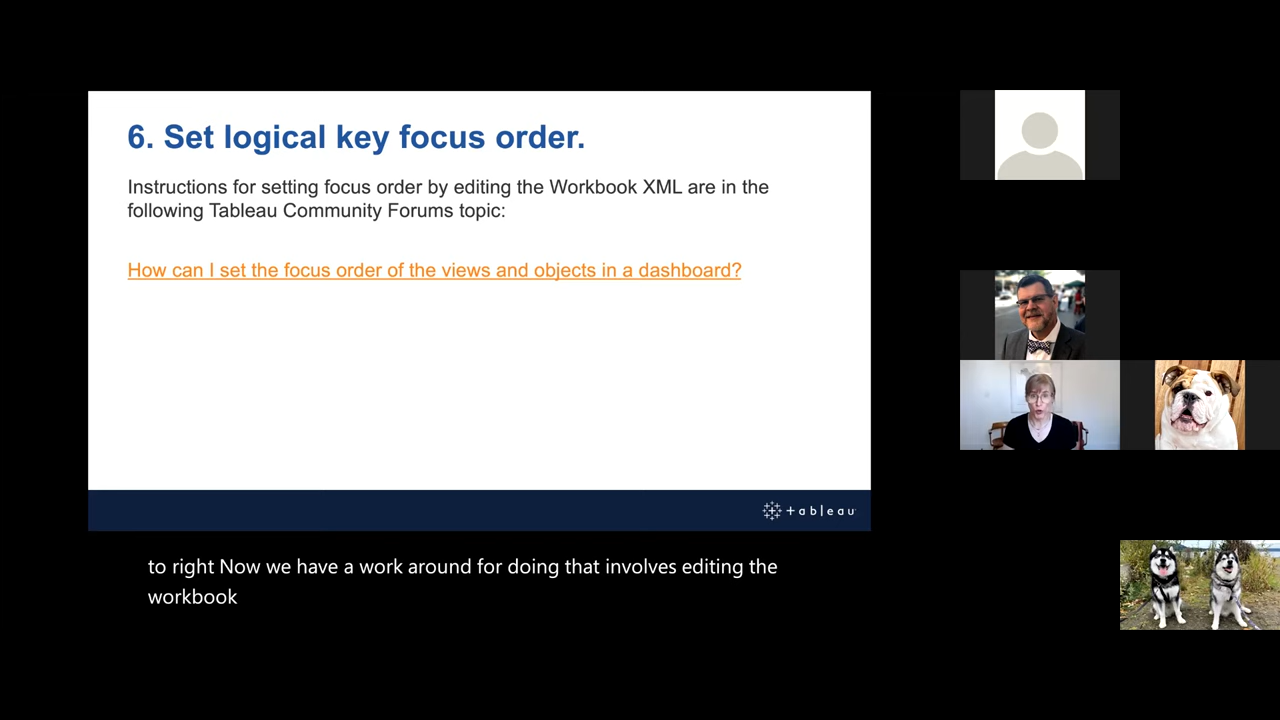 6. Set logical key focus order.
Instructions for setting focus order by editing the Workbook XML are in the
following Tableau Community Forums topic:
How can I set the focus order of the views and objects in a dashboard?
+ableau
to right Now we have a work around for doing that involves editing the
workbook